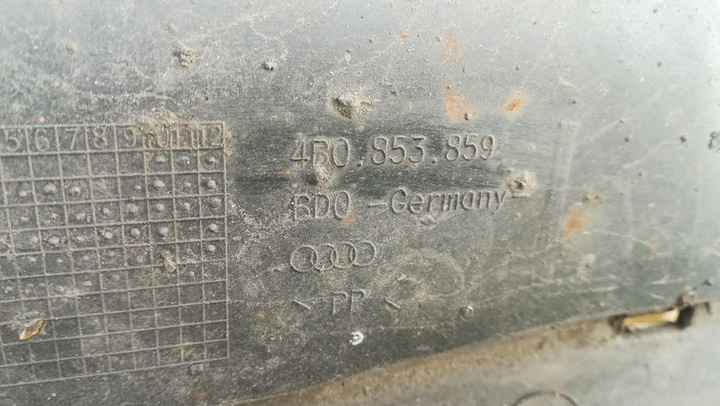 5 6 7 8 9 10 11 12
4B0.853.859
BDO -Germany
> PP <